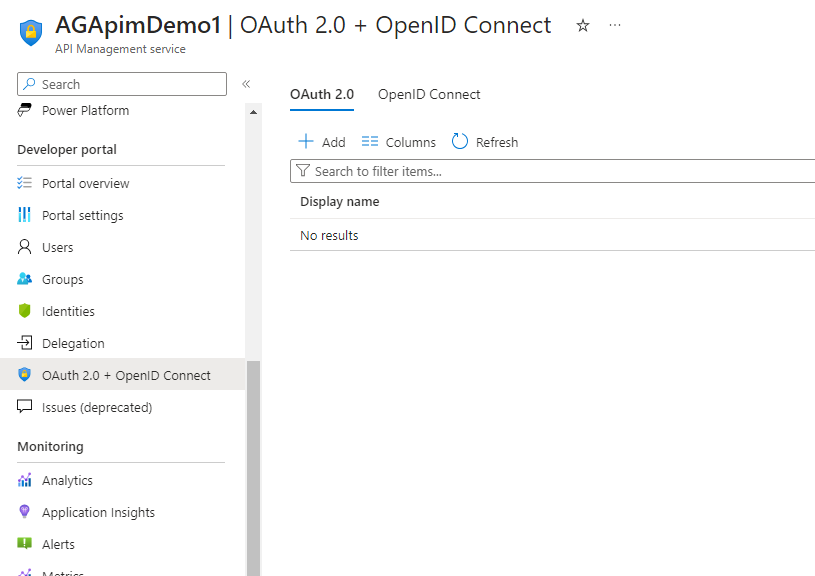 AGApimDemo1 | OAuth 2.0 + OpenID Connect
API Management service
Search
Power Platform
Developer portal
Portal overview
Portal settings
Users
Groups
Identities
Delegation
OAuth 2.0 + OpenID Connect
Issues (deprecated)
Monitoring
Analytics
Application Insights
Alerts
Metrics
OAuth 2.0 OpenID Connect
Add Columns Refresh
Search to filter items...
Display name
No results